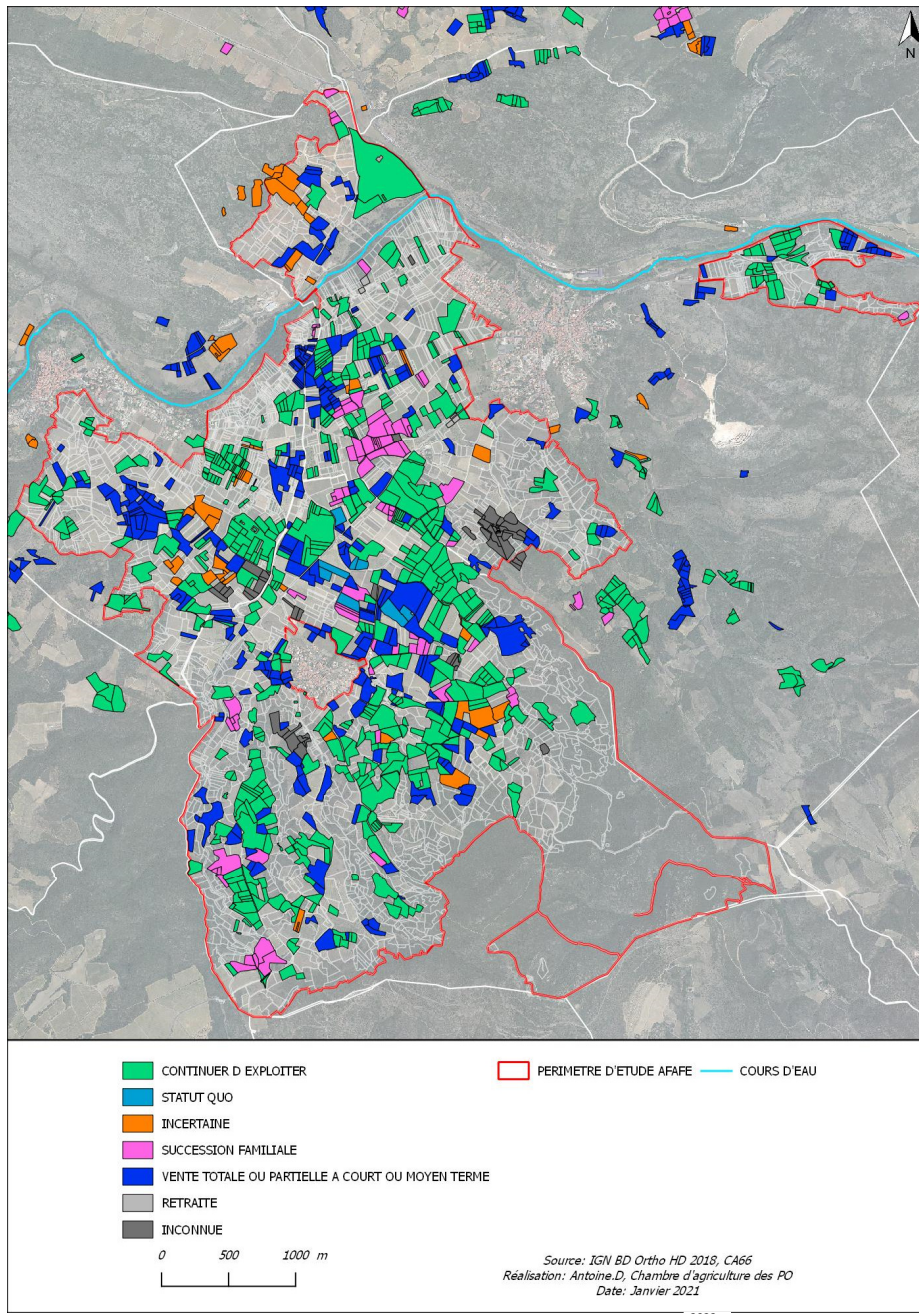 N
CONTINUER D EXPLOITER
STATUT QUO
INCERTAINE
SUCCESSION FAMILIALE
VENTE TOTALE OU PARTIELLE A COURT OU MOYEN TERME
RETRAITE
INCONNUE
PERIMETRE D'ETUDE AFAFE
COURS D'EAU
0 500 1000 m
Source: IGN BD Ortho HD 2018, CA66
Réalisation: Antoine.D, Chambre d'agriculture des PO
Date: Janvier 2021